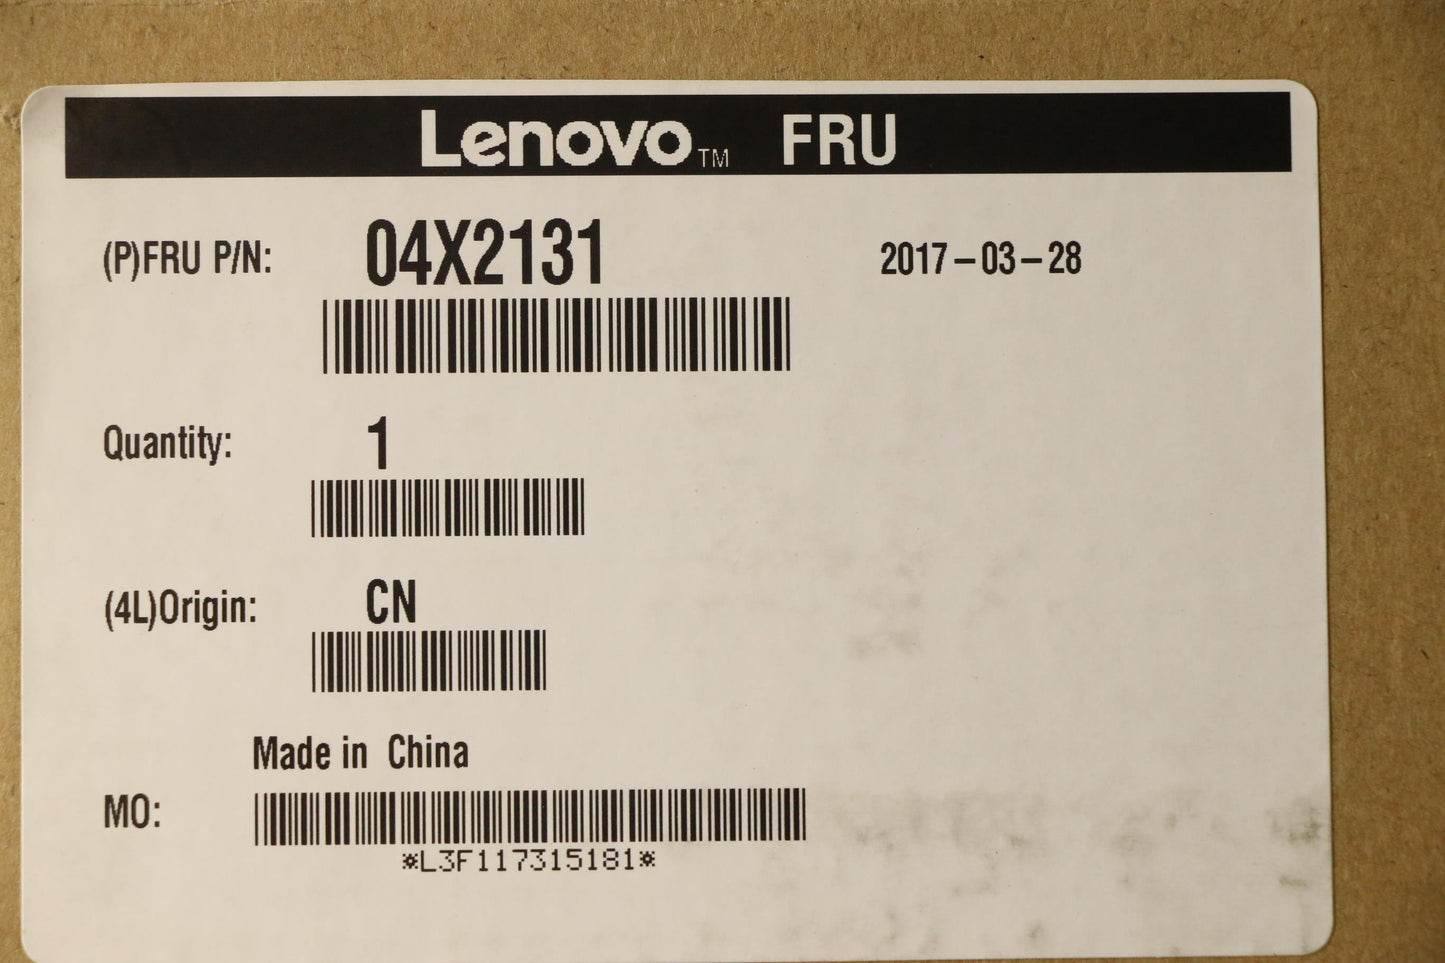 Lenovo™ FRU
(P)FRU P/N: 04X2131 2017-03-28
Quantity: 1
(4L)Origin: CN
Made in China
MO:
*L3F117315181*